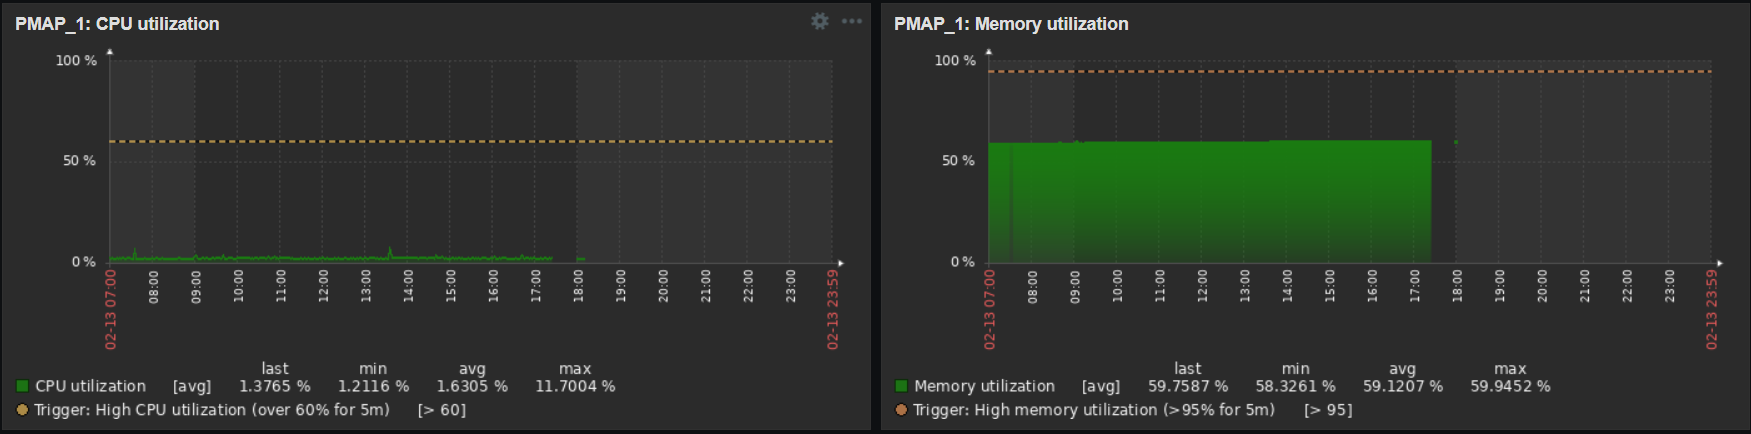 PMAP_1: CPU utilization
100 %
50 %
0 %
02-13 07:00 08:00 09:00 10:00 11:00 12:00 13:00 14:00 15:00 16:00 17:00 18:00 19:00 20:00 21:00 22:00 23:00 02-13 23:59
last min avg max
CPU utilization [avg] 1.3765 % 1.2116 % 1.6305 % 11.7004 %
Trigger: High CPU utilization (over 60% for 5m) [> 60]
PMAP_1: Memory utilization
100 %
50 %
0 %
02-13 07:00 08:00 09:00 10:00 11:00 12:00 13:00 14:00 15:00 16:00 17:00 18:00 19:00 20:00 21:00 22:00 23:00 02-13 23:59
last min avg max
Memory utilization [avg] 59.7587 % 58.3261 % 59.1207 % 59.9452 %
Trigger: High memory utilization (>95% for 5m) [> 95]